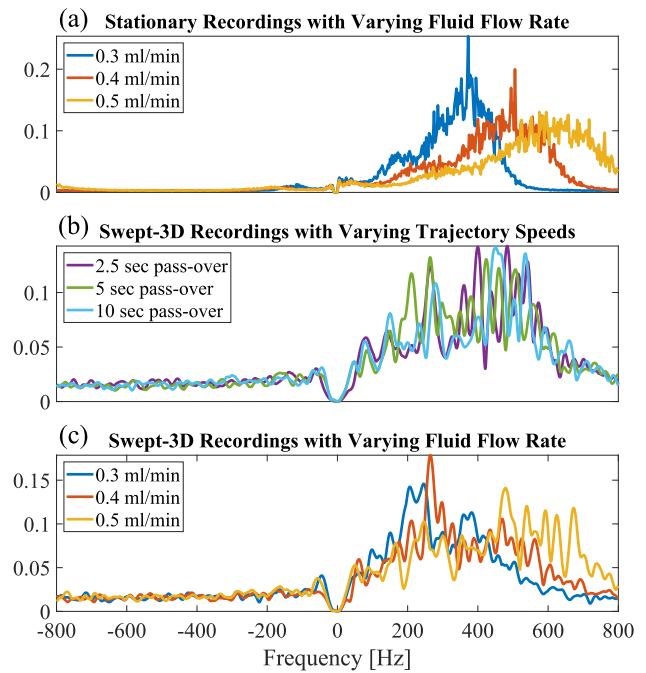 (a) Stationary Recordings with Varying Fluid Flow Rate
0.3 ml/min
0.4 ml/min
0.5 ml/min
0.2
0.1
0
(b) Swept-3D Recordings with Varying Trajectory Speeds
2.5 sec pass-over
5 sec pass-over
10 sec pass-over
0.1
0.05
0
(c) Swept-3D Recordings with Varying Fluid Flow Rate
0.3 ml/min
0.4 ml/min
0.5 ml/min
0.15
0.1
0.05
0
-800 -600 -400 -200 0 200 400 600 800
Frequency [Hz]